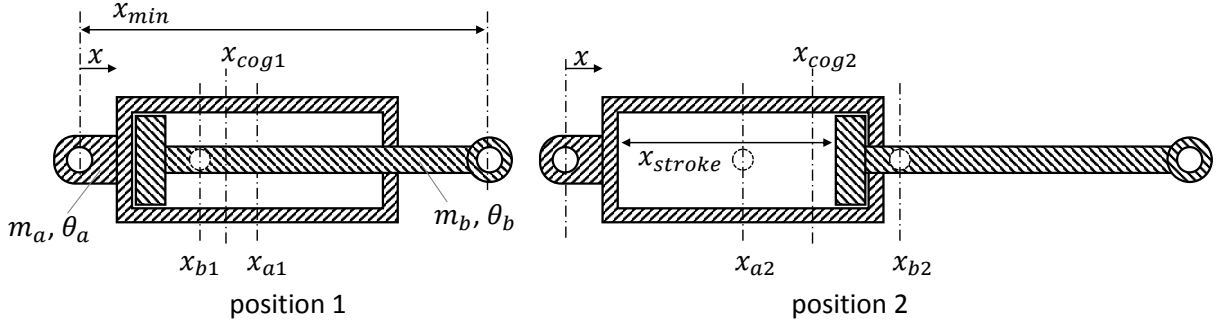 x_min
x
x_cog1
m_a, θ_a
m_b, θ_b
x_b1
x_a1
position 1
x
x_cog2
x_stroke
x_a2
x_b2
position 2